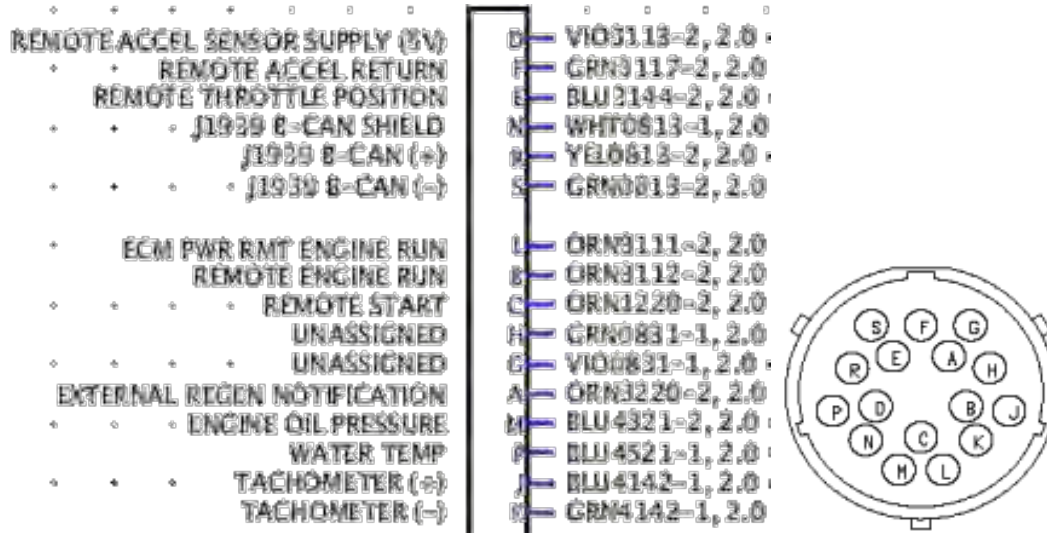 REMOTE ACCEL SENSOR SUPPLY (5V) D VIO3113-2, 2.0
REMOTE ACCEL RETURN F GRN3117-2, 2.0
REMOTE THROTTLE POSITION E BLU3144-2, 2.0
J1939 B-CAN SHIELD N WHT0813-1, 2.0
J1939 B-CAN (+) R YEL0813-2, 2.0
J1939 B-CAN (-) S GRN0813-2, 2.0
ECM PWR RMT ENGINE RUN L ORN3111-2, 2.0
REMOTE ENGINE RUN B ORN3112-2, 2.0
REMOTE START C ORN1220-2, 2.0
UNASSIGNED H GRN0831-1, 2.0
UNASSIGNED G VIO0831-1, 2.0
EXTERNAL REGEN NOTIFICATION A ORN3220-2, 2.0
ENGINE OIL PRESSURE M BLU4321-2, 2.0
WATER TEMP P BLU4521-1, 2.0
TACHOMETER (+) J BLU4142-1, 2.0
TACHOMETER (-) K GRN4142-1, 2.0
S F G
E A
R H
P D B J
N C K
M L